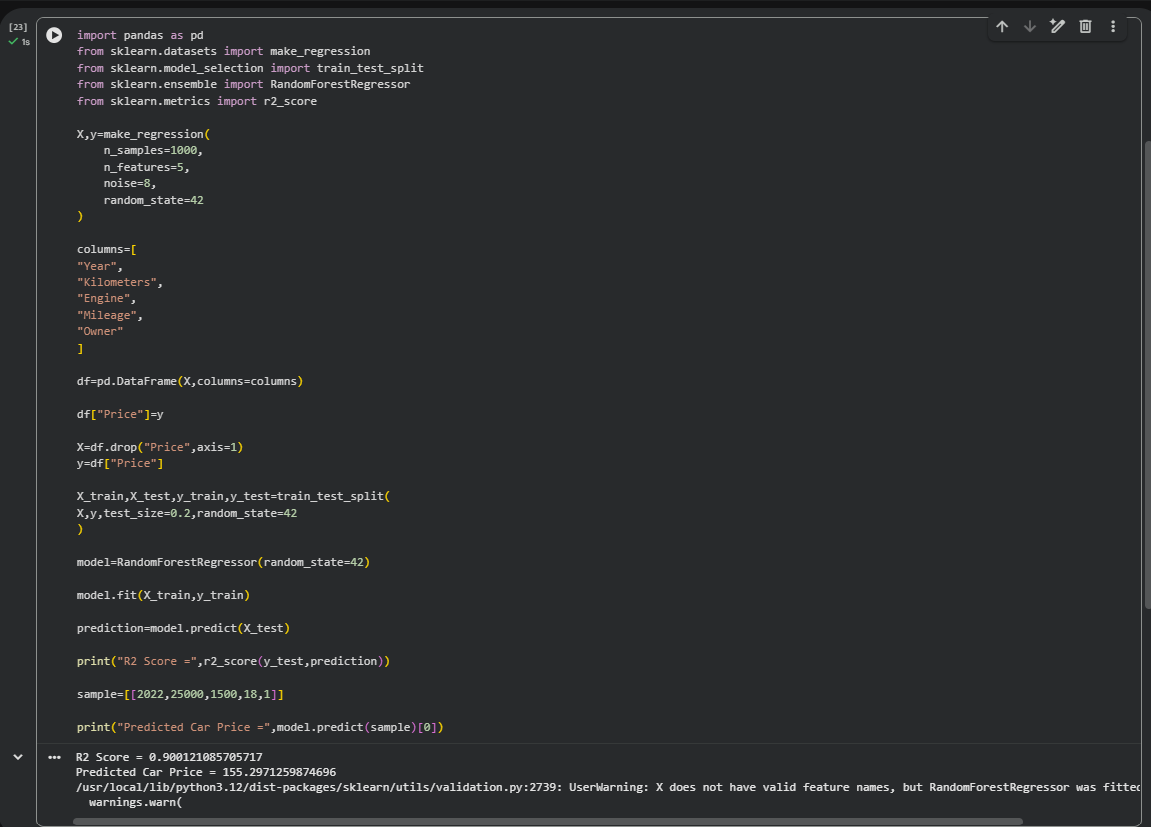 [23]
1s
import pandas as pd
from sklearn.datasets import make_regression
from sklearn.model_selection import train_test_split
from sklearn.ensemble import RandomForestRegressor
from sklearn.metrics import r2_score

X,y=make_regression(
    n_samples=1000,
    n_features=5,
    noise=8,
    random_state=42
)

columns=[
"Year",
"Kilometers",
"Engine",
"Mileage",
"Owner"
]

df=pd.DataFrame(X,columns=columns)

df["Price"]=y

X=df.drop("Price",axis=1)
y=df["Price"]

X_train,X_test,y_train,y_test=train_test_split(
X,y,test_size=0.2,random_state=42
)

model=RandomForestRegressor(random_state=42)

model.fit(X_train,y_train)

prediction=model.predict(X_test)

print("R2 Score =",r2_score(y_test,prediction))

sample=[[2022,25000,1500,18,1]]

print("Predicted Car Price =",model.predict(sample)[0])

R2 Score = 0.900121085705717
Predicted Car Price = 155.2971259874696
/usr/local/lib/python3.12/dist-packages/sklearn/utils/validation.py:2739: UserWarning: X does not have valid feature names, but RandomForestRegressor was fitted
  warnings.warn(